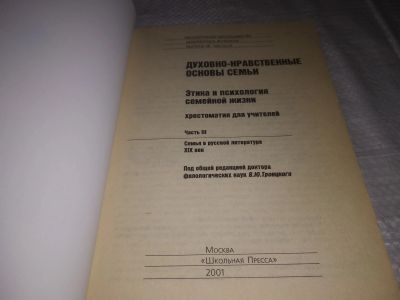 ДУХОВНО-НРАВСТВЕННЫЕ
ОСНОВЫ СЕМЬИ
Этика и психология
семейной жизни
хрестоматия для учителей
Часть III
Семья в русской литературе
XIX век
Под общей редакцией доктора
филологических наук В.Ю.Троицкого
МОСКВА
«ШКОЛЬНАЯ ПРЕССА»
2001